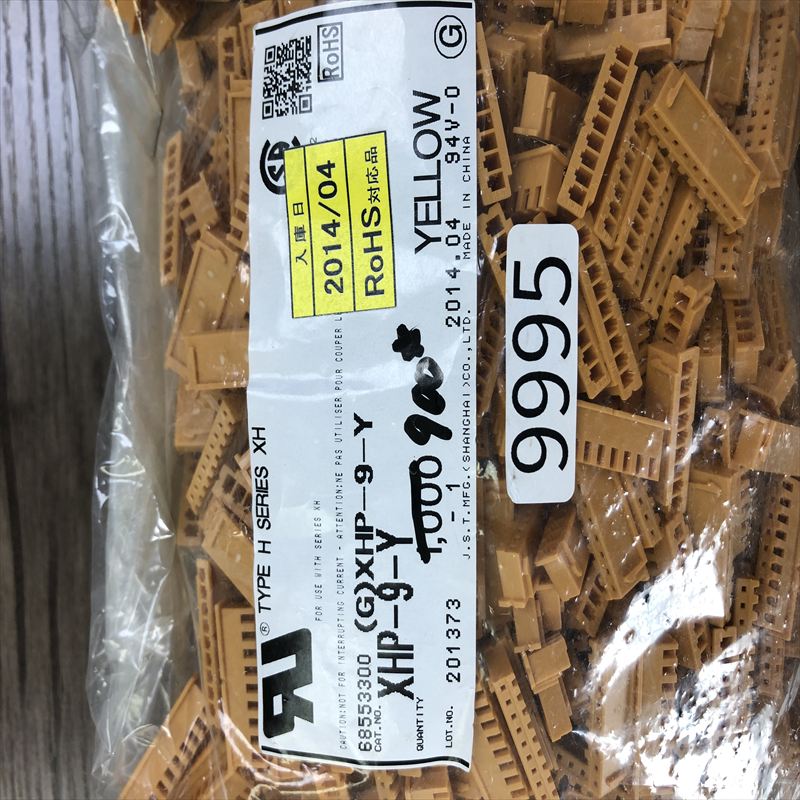 ® TYPE H SERIES XH
FOR USE WITH SERIES XH
CAUTION:NOT FOR INTERRUPTING CURRENT - ATTENTION:NE PAS UTILISER POUR COUPER L
68553300 (G)XHP-9-Y
CAT.NO. XHP-9-Y
YELLOW
QUANTITY 1,000 900
LOT.NO. 201373 -1 2014.04 94V-0
J.S.T.MFG.(SHANGHAI)CO.,LTD. MADE IN CHINA
RoHS
G
入庫日
2014/04
RoHS対応品
9995